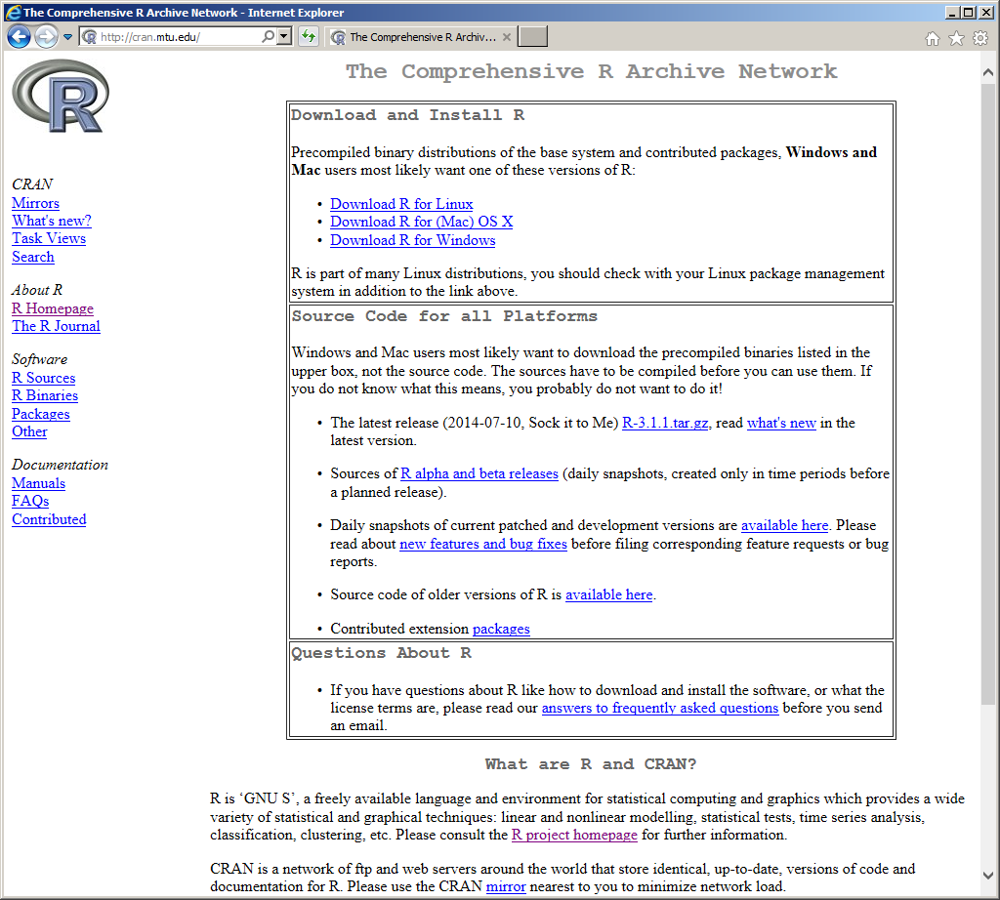 The Comprehensive R Archive Network - Internet Explorer
http://cran.mtu.edu/
The Comprehensive R Archiv...
R
CRAN
Mirrors
What's new?
Task Views
Search
About R
R Homepage
The R Journal
Software
R Sources
R Binaries
Packages
Other
Documentation
Manuals
FAQs
Contributed
The Comprehensive R Archive Network
Download and Install R
Precompiled binary distributions of the base system and contributed packages, Windows and
Mac users most likely want one of these versions of R:
• Download R for Linux
• Download R for (Mac) OS X
• Download R for Windows
R is part of many Linux distributions, you should check with your Linux package management
system in addition to the link above.
Source Code for all Platforms
Windows and Mac users most likely want to download the precompiled binaries listed in the
upper box, not the source code. The sources have to be compiled before you can use them. If
you do not know what this means, you probably do not want to do it!
• The latest release (2014-07-10, Sock it to Me) R-3.1.1.tar.gz, read what's new in the
latest version.
• Sources of R alpha and beta releases (daily snapshots, created only in time periods before
a planned release).
• Daily snapshots of current patched and development versions are available here. Please
read about new features and bug fixes before filing corresponding feature requests or bug
reports.
• Source code of older versions of R is available here.
• Contributed extension packages
Questions About R
• If you have questions about R like how to download and install the software, or what the
license terms are, please read our answers to frequently asked questions before you send
an email.
What are R and CRAN?
R is ‘GNU S’, a freely available language and environment for statistical computing and graphics which provides a wide
variety of statistical and graphical techniques: linear and nonlinear modelling, statistical tests, time series analysis,
classification, clustering, etc. Please consult the R project homepage for further information.
CRAN is a network of ftp and web servers around the world that store identical, up-to-date, versions of code and
documentation for R. Please use the CRAN mirror nearest to you to minimize network load.